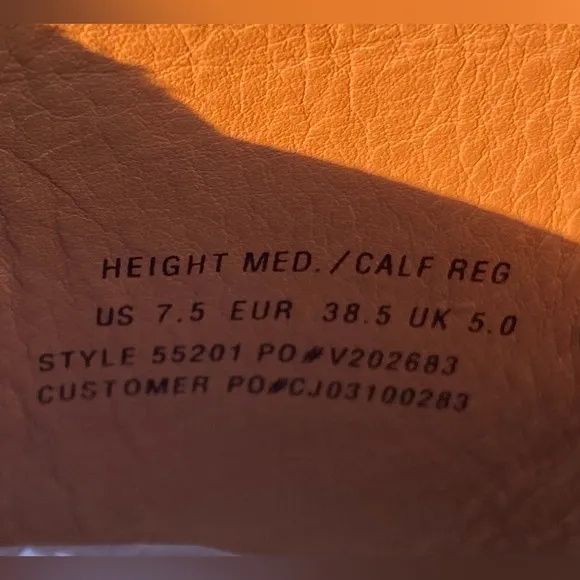 HEIGHT MED./CALF REG
US 7.5 EUR 38.5 UK 5.0
STYLE 55201 PO#V202683
CUSTOMER PO#CJ03100283